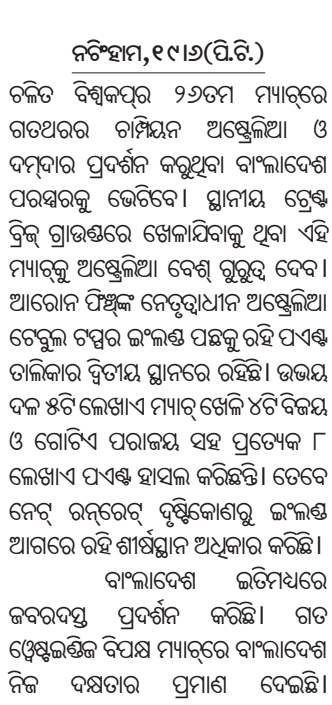 ନଟିଂହାମ,୧୯।୬(ପି.ଟି.)
ଚଳିତ ବିଶ୍ୱକପ୍‌ର ୨୬ତମ ମ୍ୟାଚ୍‌ରେ
ଗତଥରର ଚାମ୍ପିୟନ ଅଷ୍ଟ୍ରେଲିଆ ଓ
ଦମ୍‌ଦାର ପ୍ରଦର୍ଶନ କରୁଥିବା ବାଂଲାଦେଶ
ପରସ୍ପରକୁ ଭେଟିବେ। ସ୍ଥାନୀୟ ଟ୍ରେଣ୍ଟ
ବ୍ରିଜ୍ ଗ୍ରାଉଣ୍ଡରେ ଖେଳାଯିବାକୁ ଥିବା ଏହି
ମ୍ୟାଚ୍‌କୁ ଅଷ୍ଟ୍ରେଲିଆ ବେଶ୍ ଗୁରୁତ୍ୱ ଦେବ।
ଆରୋନ ଫିଞ୍ଚ୍‌ଙ୍କ ନେତୃତ୍ୱାଧୀନ ଅଷ୍ଟ୍ରେଲିଆ
ଟେବୁଲ ଟପ୍ପର ଇଂଲଣ୍ଡ ପଛକୁ ରହି ପଏଣ୍ଟ
ତାଲିକାର ଦ୍ୱିତୀୟ ସ୍ଥାନରେ ରହିଛି। ଉଭୟ
ଦଳ ୫ଟି ଲେଖାଏ ମ୍ୟାଚ୍ ଖେଳି ୪ଟି ବିଜୟ
ଓ ଗୋଟିଏ ପରାଜୟ ସହ ପ୍ରତ୍ୟେକ ୮
ଲେଖାଏ ପଏଣ୍ଟ ହାସଲ କରିଛନ୍ତି। ତେବେ
ନେଟ୍ ରନ୍‌ରେଟ୍ ଦୃଷ୍ଟିକୋଣରୁ ଇଂଲଣ୍ଡ
ଆଗରେ ରହି ଶୀର୍ଷସ୍ଥାନ ଅଧିକାର କରିଛି।
ବାଂଲାଦେଶ ଇତିମଧ୍ୟରେ
ଜବରଦସ୍ତ ପ୍ରଦର୍ଶନ କରିଛି। ଗତ
ୱେଷ୍ଟଇଣ୍ଡିଜ ବିପକ୍ଷ ମ୍ୟାଚ୍‌ରେ ବାଂଲାଦେଶ
ନିଜ ଦକ୍ଷତାର ପ୍ରମାଣ ଦେଇଛି।